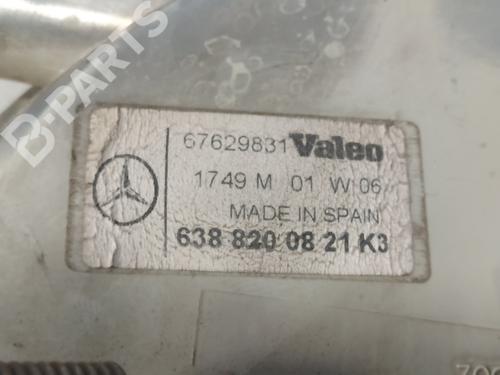 B-PARTS
67629831 Valeo
1749 M 01 W 06
MADE IN SPAIN
638 820 08 21 K3